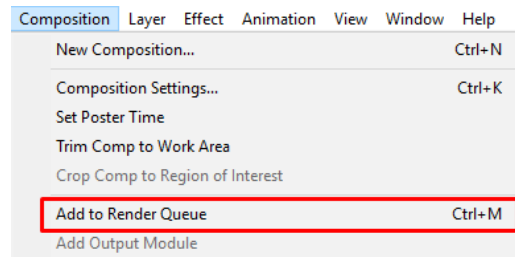 Composition Layer Effect Animation View Window Help
New Composition... Ctrl+N
Composition Settings... Ctrl+K
Set Poster Time
Trim Comp to Work Area
Crop Comp to Region of Interest
Add to Render Queue Ctrl+M
Add Output Module